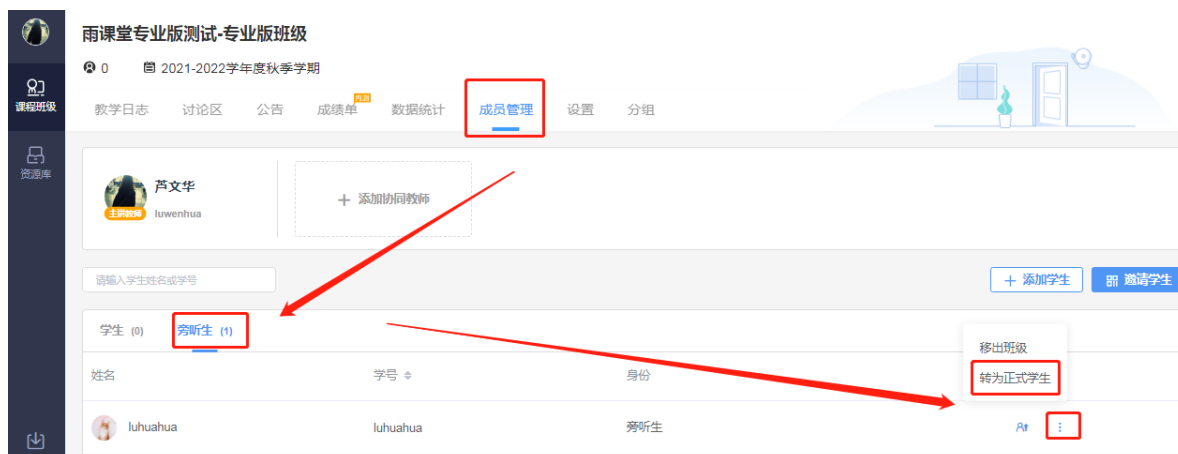 雨课堂专业版测试-专业版班级
0 2021-2022学年度秋季学期
课程班级
教学日志 讨论区 公告 成绩单 内测 数据统计 成员管理 设置 分组
资源库
芦文华
主讲教师 luwenhua
+ 添加协同教师
请输入学生姓名或学号
+ 添加学生 邀请学生
学生 (0) 旁听生 (1)
移出班级
转为正式学生
姓名 学号 身份
luhuahua luhuahua 旁听生